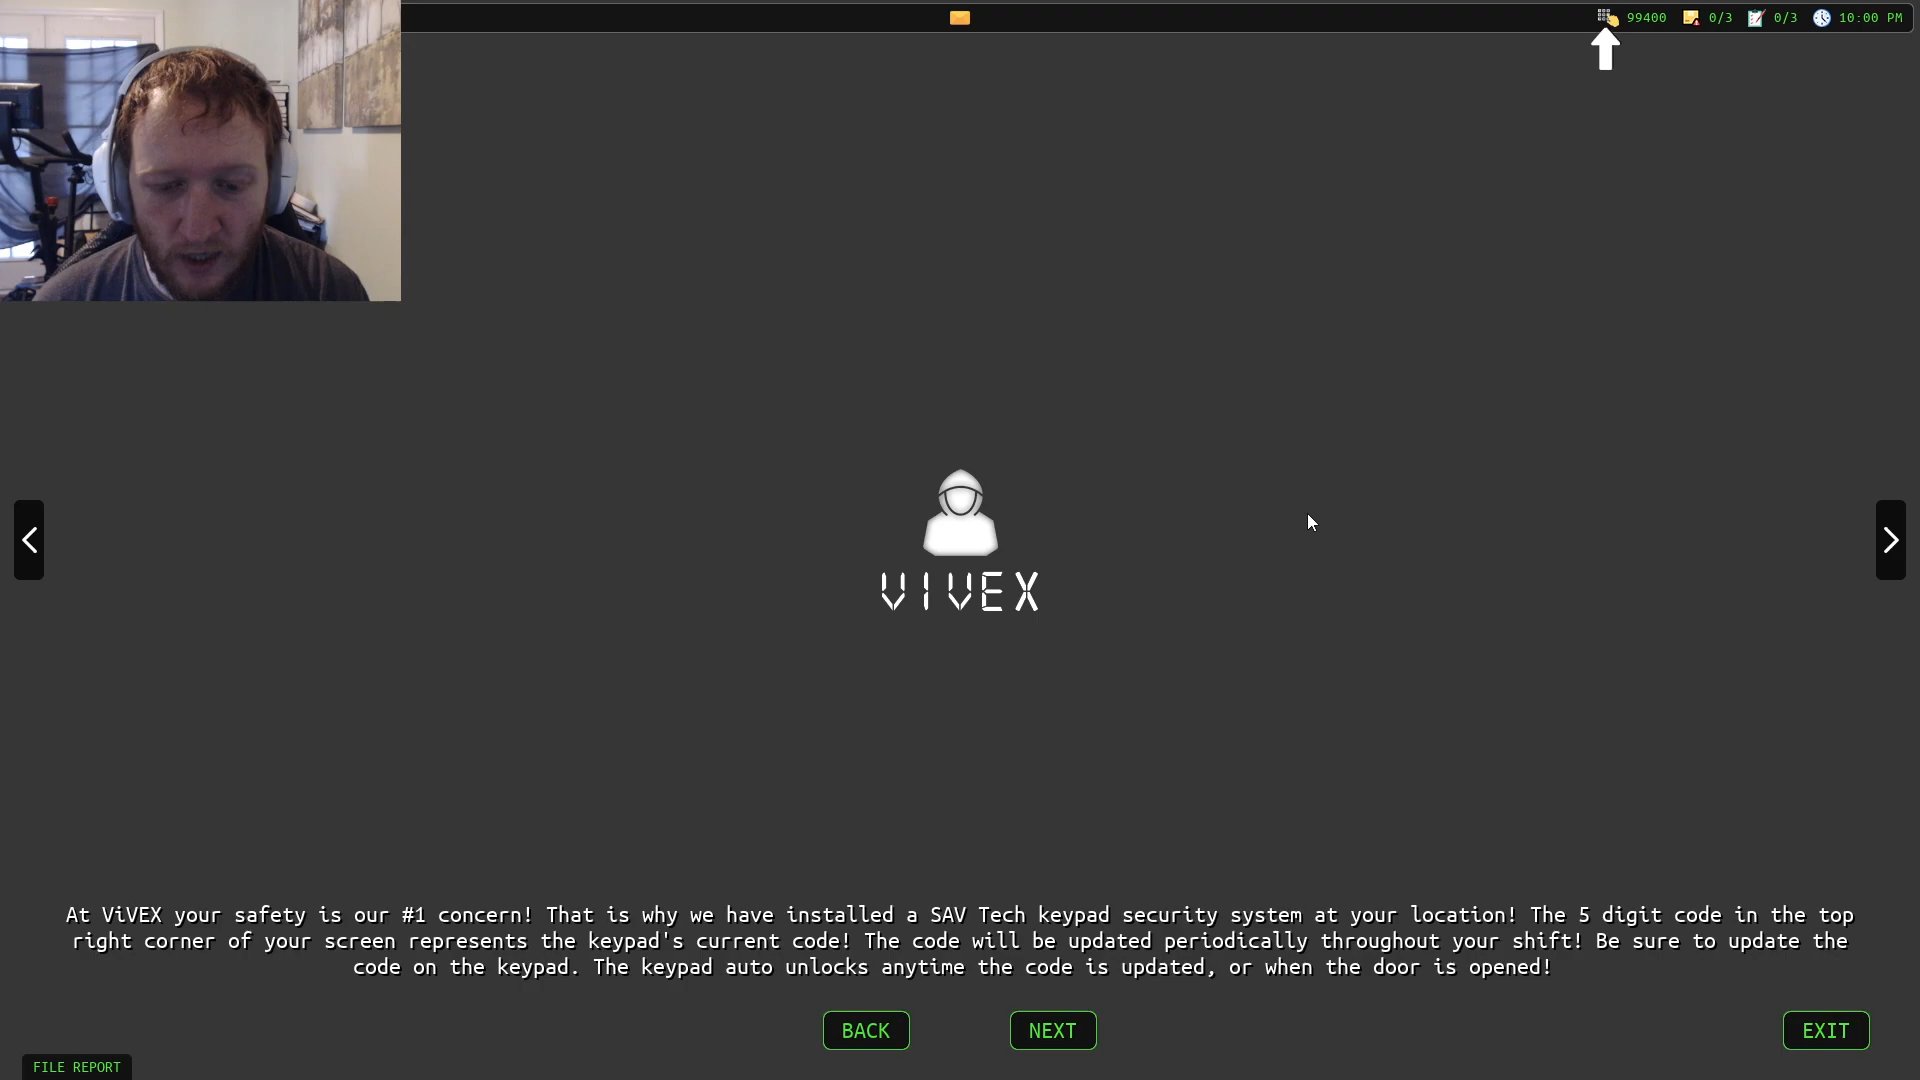 99400 0/3 0/3 10:00 PM
VIVEX
At ViVEX your safety is our #1 concern! That is why we have installed a SAV Tech keypad security system at your location! The 5 digit code in the top
right corner of your screen represents the keypad's current code! The code will be updated periodically throughout your shift! Be sure to update the
code on the keypad. The keypad auto unlocks anytime the code is updated, or when the door is opened!
BACK NEXT EXIT
FILE REPORT